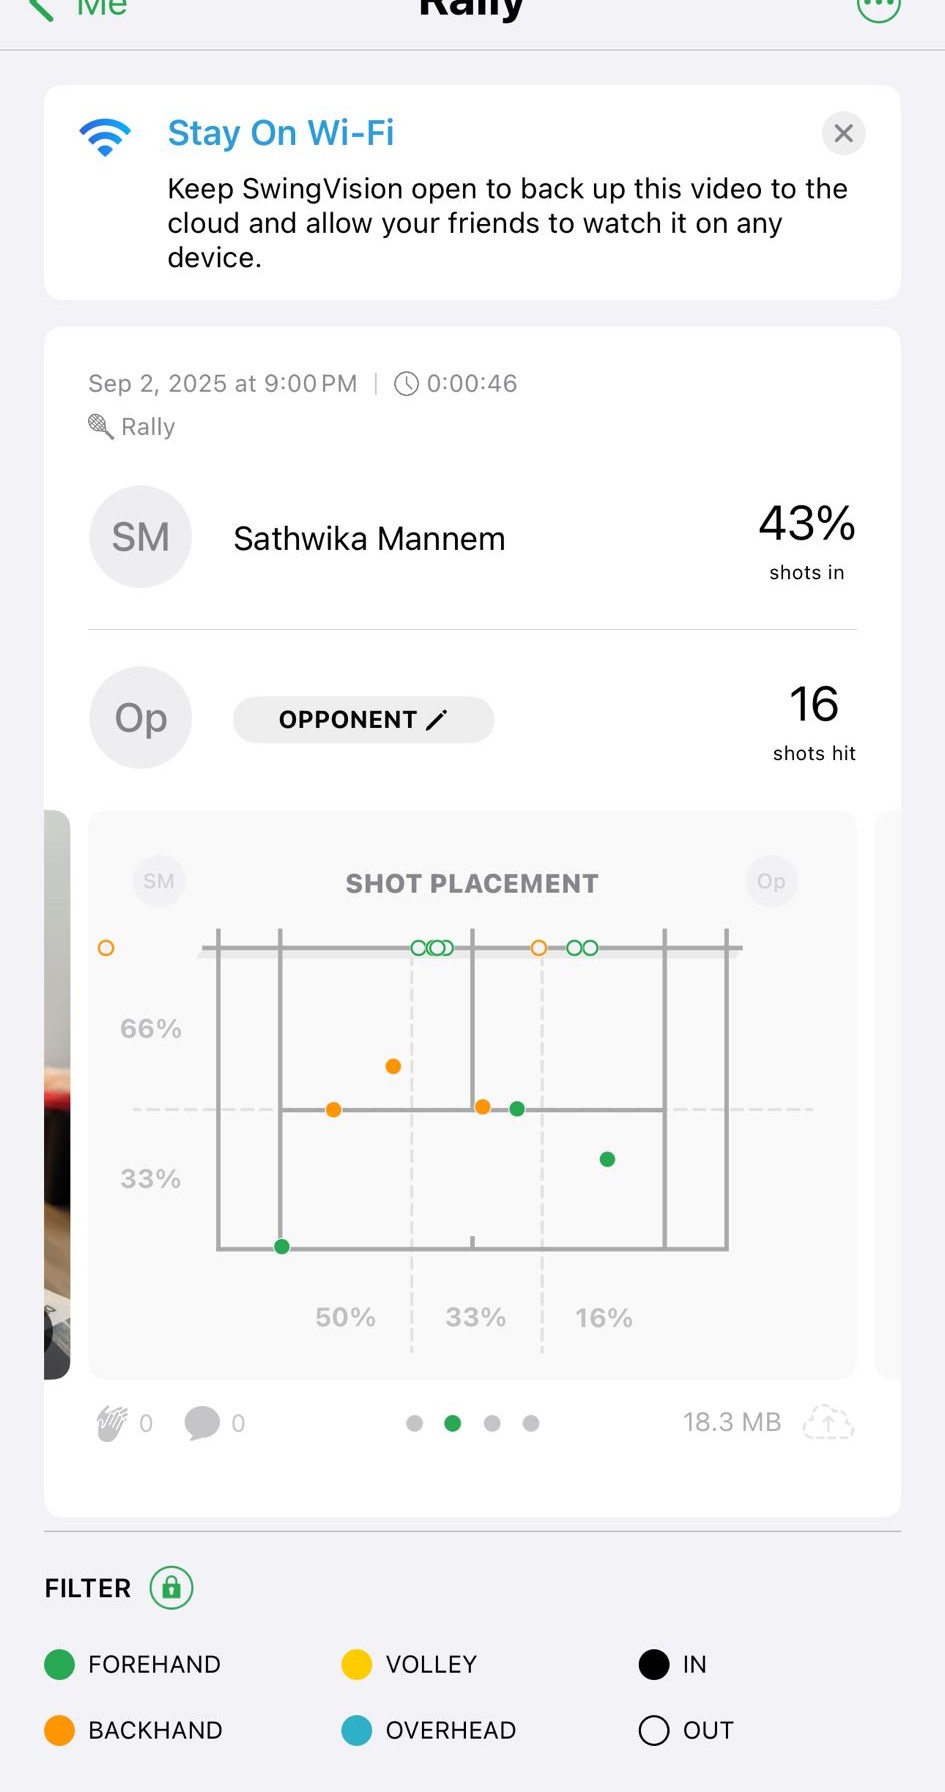 Me
Rally
Stay On Wi-Fi
Keep SwingVision open to back up this video to the
cloud and allow your friends to watch it on any
device.
Sep 2, 2025 at 9:00 PM | 0:00:46
Rally
SM
Sathwika Mannem
43%
shots in
Op
OPPONENT
16
shots hit
SM
SHOT PLACEMENT
Op
66%
33%
50%
33%
16%
0
0
18.3 MB
FILTER
FOREHAND
VOLLEY
IN
BACKHAND
OVERHEAD
OUT